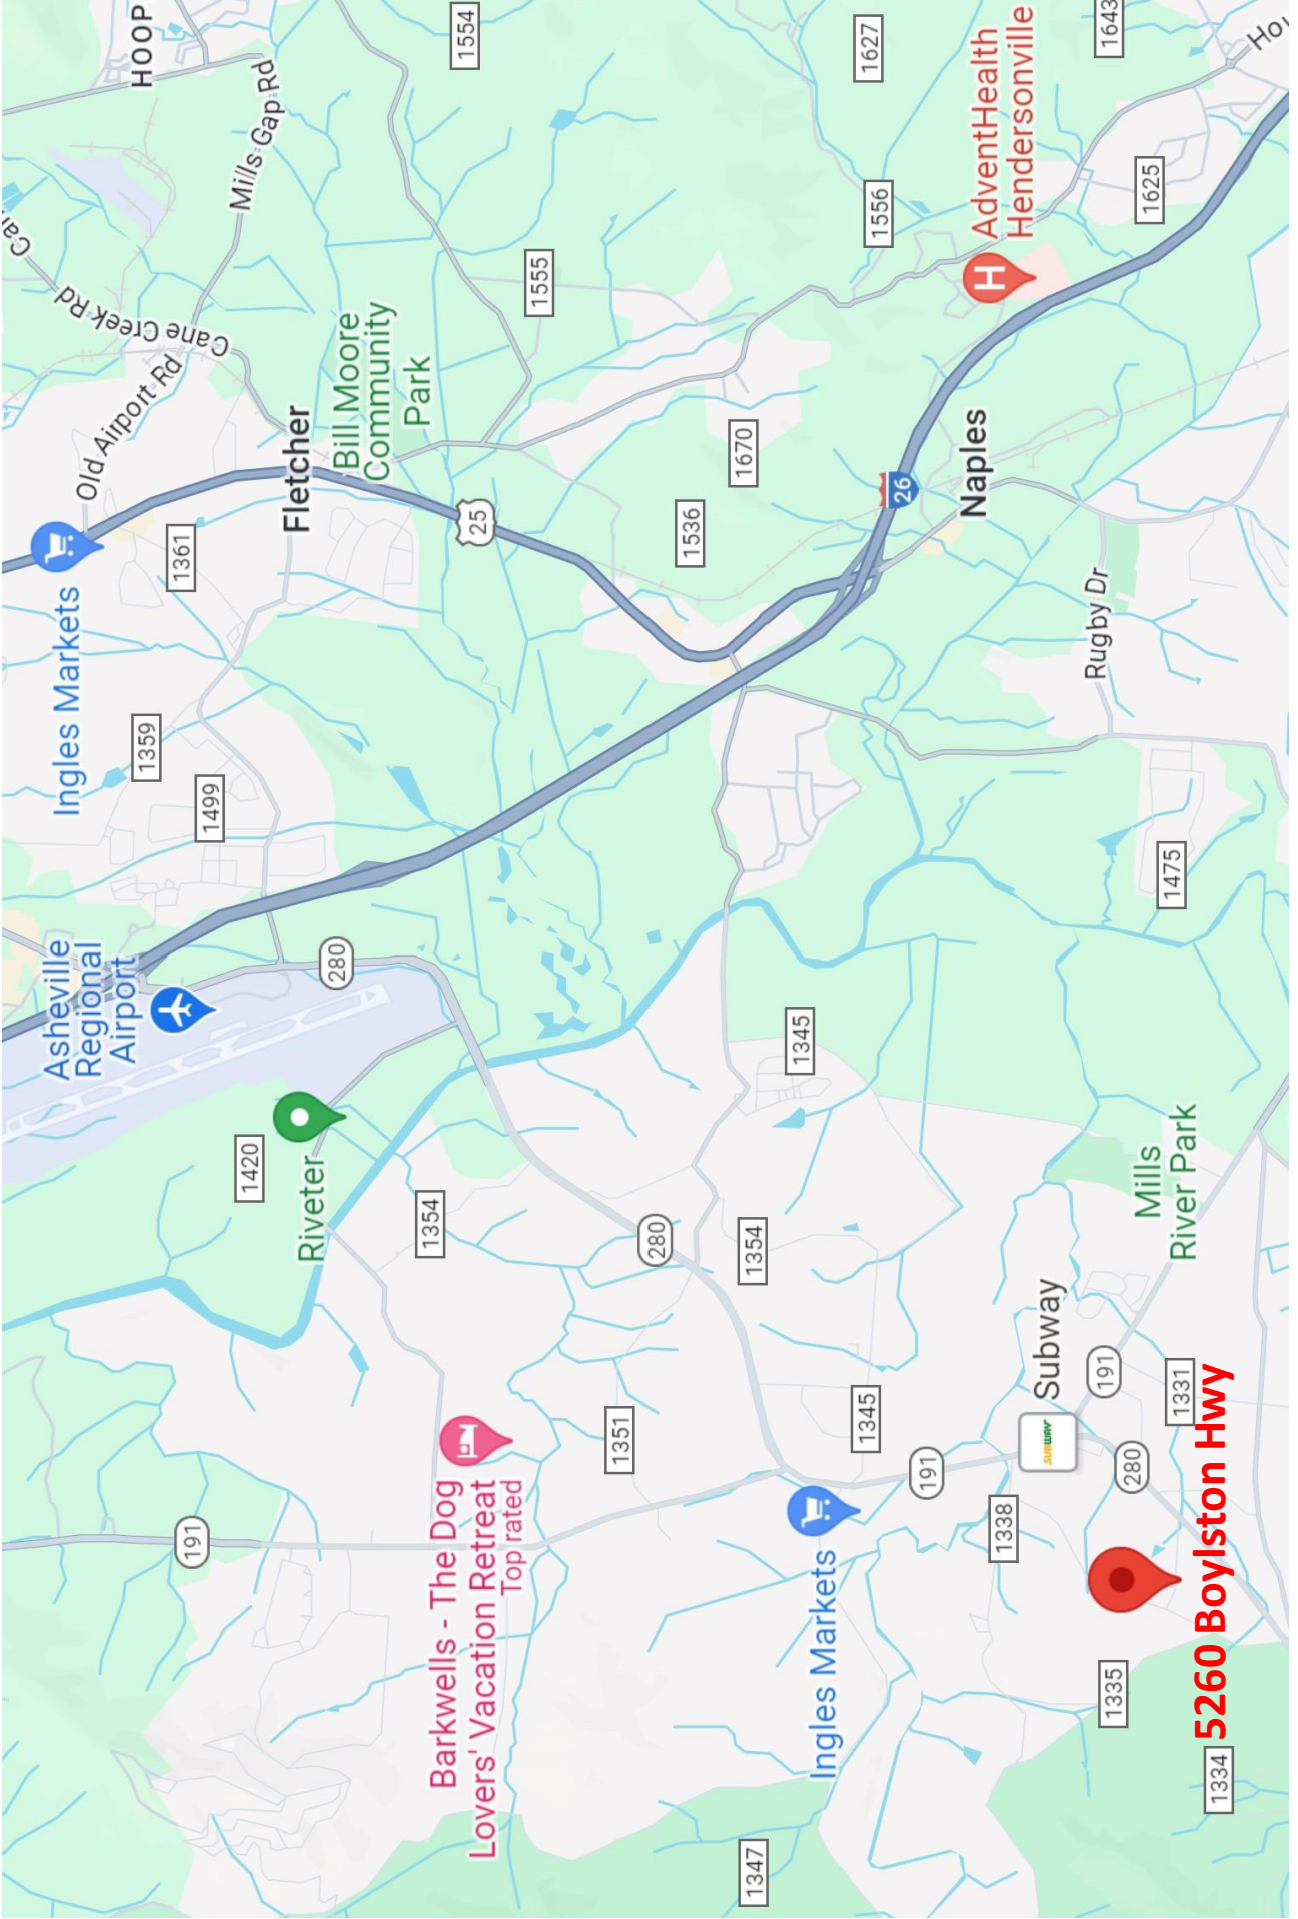 HOOP
Mills Gap Rd
Cane Creek Rd
Old Airport Rd
Ingles Markets
1361
Fletcher
Bill Moore
Community
Park
1554
1627
1643
1555
1556
AdventHealth
Hendersonville
1625
25
1670
1536
26
Naples
Rugby Dr
1359
1499
Asheville
Regional
Airport
280
1420
Riveter
1354
280
1354
1345
1475
Mills
River Park
191
Barkwells - The Dog
Lovers' Vacation Retreat
Top rated
1351
1345
Ingles Markets
191
Subway
SUBWAY
191
1331
280
1338
1335
1334
1347
5260 Boylston Hwy